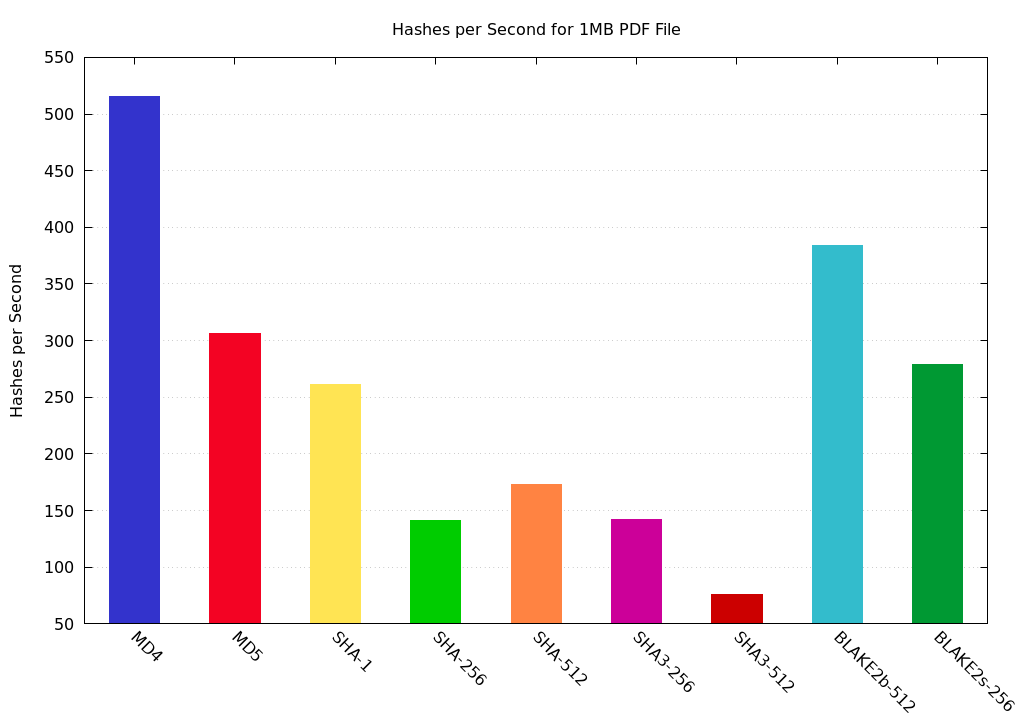 Hashes per Second for 1MB PDF File
550
500
450
400
350
300
250
200
150
100
50
Hashes per Second
MD4
MD5
SHA-1
SHA-256
SHA-512
SHA3-256
SHA3-512
BLAKE2b-512
BLAKE2s-256